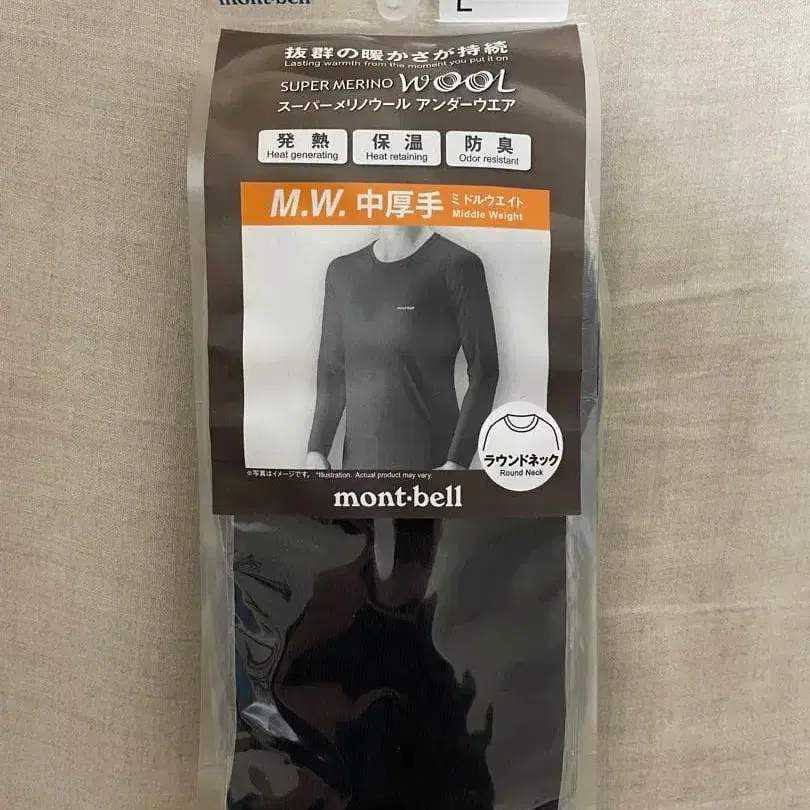 mont-bell
L
抜群の暖かさが持続
Lasting warmth from the moment you put it on
SUPER MERINO WOOL
スーパーメリノウール アンダーウエア
発熱
Heat generating
保温
Heat retaining
防臭
Odor resistant
M.W. 中厚手 ミドルウエイト
Middle Weight
mont-bell
ラウンドネック
Round Neck
※写真はイメージです。 *Illustration. Actual product may vary.
mont-bell